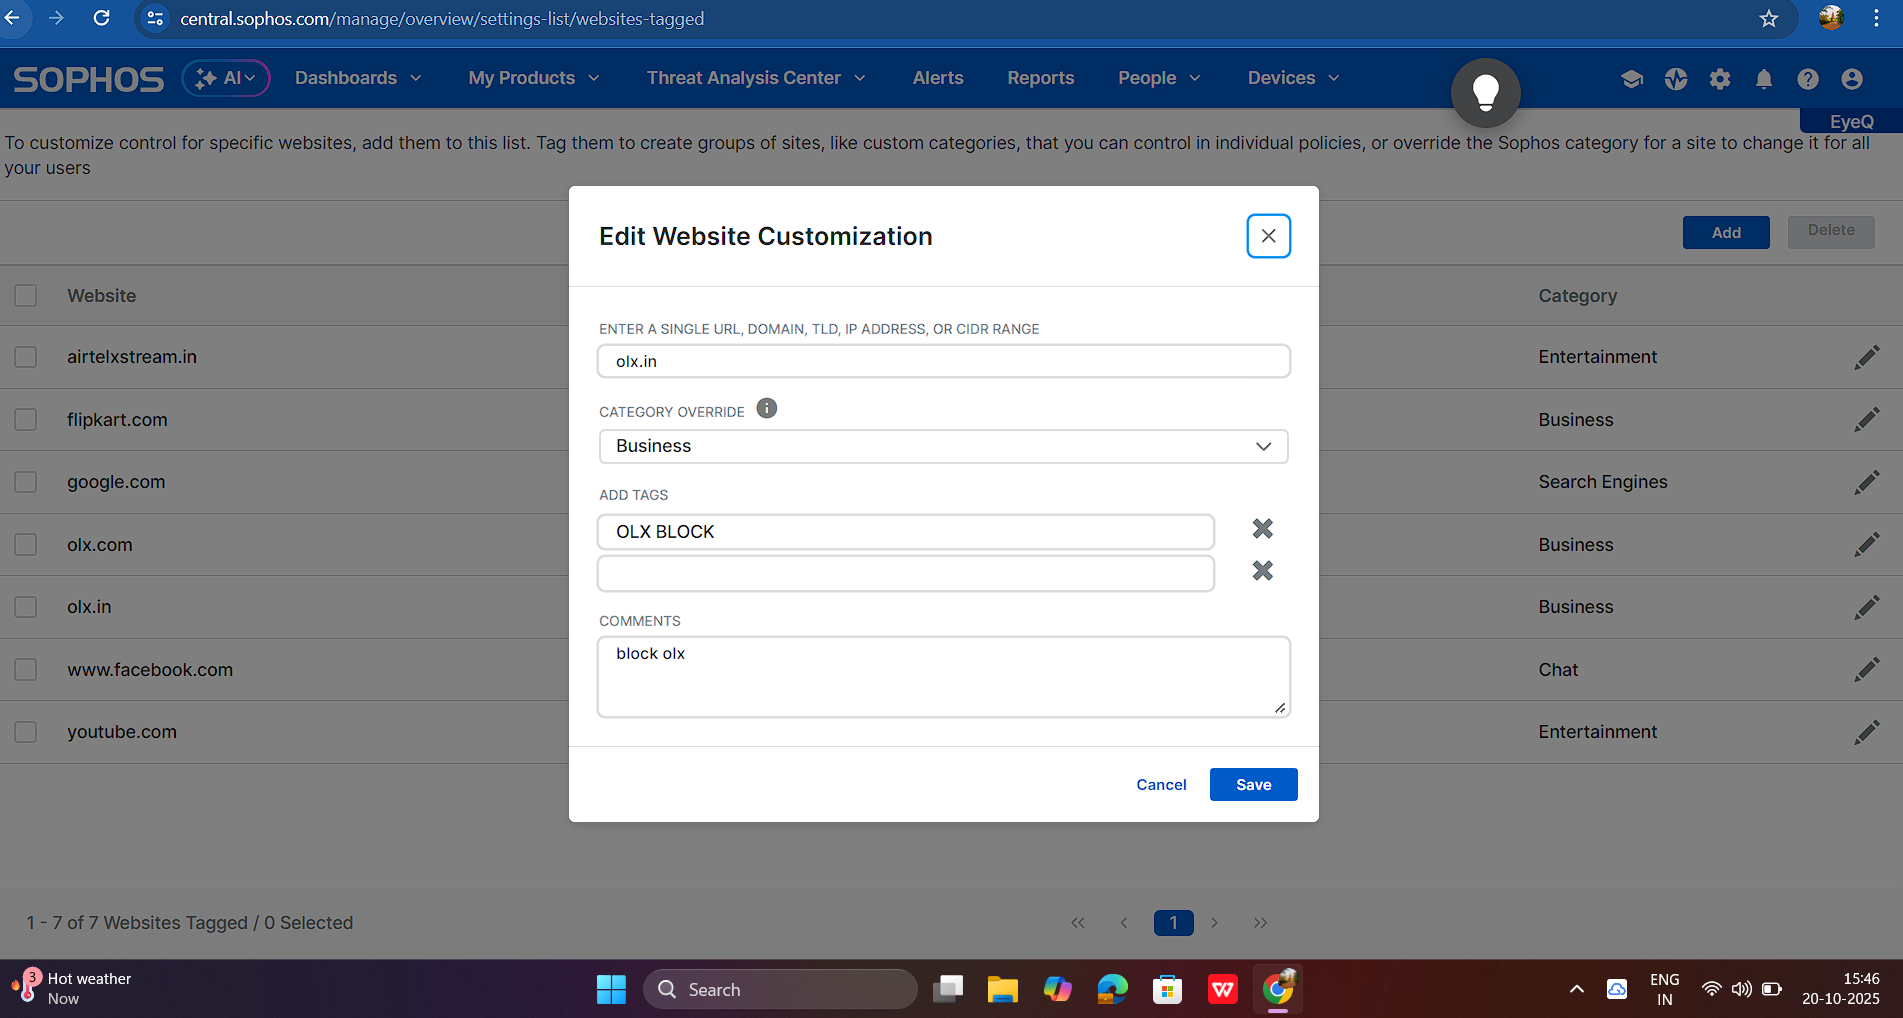 central.sophos.com/manage/overview/settings-list/websites-tagged
SOPHOS AI Dashboards My Products Threat Analysis Center Alerts Reports People Devices
EyeQ
To customize control for specific websites, add them to this list. Tag them to create groups of sites, like custom categories, that you can control in individual policies, or override the Sophos category for a site to change it for all
your users
Add Delete
Website Category
airtelxstream.in Entertainment
flipkart.com Business
google.com Search Engines
olx.com Business
olx.in Business
www.facebook.com Chat
youtube.com Entertainment
Edit Website Customization
ENTER A SINGLE URL, DOMAIN, TLD, IP ADDRESS, OR CIDR RANGE
olx.in
CATEGORY OVERRIDE i
Business
ADD TAGS
OLX BLOCK
COMMENTS
block olx
Cancel Save
1 - 7 of 7 Websites Tagged / 0 Selected
1
3 Hot weather
Now
Search
W
ENG
IN
15:46
20-10-2025